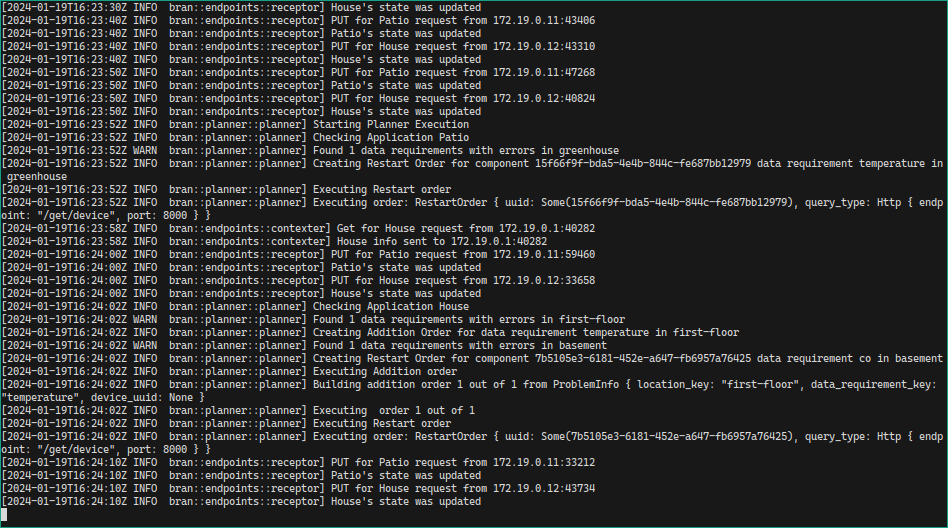 [2024-01-19T16:23:30Z INFO  bran::endpoints::receptor] House's state was updated
[2024-01-19T16:23:40Z INFO  bran::endpoints::receptor] PUT for Patio request from 172.19.0.11:43406
[2024-01-19T16:23:40Z INFO  bran::endpoints::receptor] Patio's state was updated
[2024-01-19T16:23:40Z INFO  bran::endpoints::receptor] PUT for House request from 172.19.0.12:43310
[2024-01-19T16:23:40Z INFO  bran::endpoints::receptor] House's state was updated
[2024-01-19T16:23:50Z INFO  bran::endpoints::receptor] PUT for Patio request from 172.19.0.11:47268
[2024-01-19T16:23:50Z INFO  bran::endpoints::receptor] Patio's state was updated
[2024-01-19T16:23:50Z INFO  bran::endpoints::receptor] PUT for House request from 172.19.0.12:40824
[2024-01-19T16:23:50Z INFO  bran::endpoints::receptor] House's state was updated
[2024-01-19T16:23:52Z INFO  bran::planner::planner] Starting Planner Execution
[2024-01-19T16:23:52Z INFO  bran::planner::planner] Checking Application Patio
[2024-01-19T16:23:52Z WARN  bran::planner::planner] Found 1 data requirements with errors in greenhouse
[2024-01-19T16:23:52Z INFO  bran::planner::planner] Creating Restart Order for component 15f66f9f-bda5-4e4b-844c-fe687bb12979 data requirement temperature in
 greenhouse
[2024-01-19T16:23:52Z INFO  bran::planner::planner] Executing Restart order
[2024-01-19T16:23:52Z INFO  bran::planner::planner] Executing order: RestartOrder { uuid: Some(15f66f9f-bda5-4e4b-844c-fe687bb12979), query_type: Http { endp
oint: "/get/device", port: 8000 } }
[2024-01-19T16:23:58Z INFO  bran::endpoints::contexter] Get for House request from 172.19.0.1:40282
[2024-01-19T16:23:58Z INFO  bran::endpoints::contexter] House info sent to 172.19.0.1:40282
[2024-01-19T16:24:00Z INFO  bran::endpoints::receptor] PUT for Patio request from 172.19.0.11:59460
[2024-01-19T16:24:00Z INFO  bran::endpoints::receptor] Patio's state was updated
[2024-01-19T16:24:00Z INFO  bran::endpoints::receptor] PUT for House request from 172.19.0.12:33658
[2024-01-19T16:24:00Z INFO  bran::endpoints::receptor] House's state was updated
[2024-01-19T16:24:02Z INFO  bran::planner::planner] Checking Application House
[2024-01-19T16:24:02Z WARN  bran::planner::planner] Found 1 data requirements with errors in first-floor
[2024-01-19T16:24:02Z INFO  bran::planner::planner] Creating Addition Order for data requirement temperature in first-floor
[2024-01-19T16:24:02Z WARN  bran::planner::planner] Found 1 data requirements with errors in basement
[2024-01-19T16:24:02Z INFO  bran::planner::planner] Creating Restart Order for component 7b5105e3-6181-452e-a647-fb6957a76425 data requirement co in basement
[2024-01-19T16:24:02Z INFO  bran::planner::planner] Executing Addition order
[2024-01-19T16:24:02Z INFO  bran::planner::planner] Building addition order 1 out of 1 from ProblemInfo { location_key: "first-floor", data_requirement_key:
"temperature", device_uuid: None }
[2024-01-19T16:24:02Z INFO  bran::planner::planner] Executing  order 1 out of 1
[2024-01-19T16:24:02Z INFO  bran::planner::planner] Executing Restart order
[2024-01-19T16:24:02Z INFO  bran::planner::planner] Executing order: RestartOrder { uuid: Some(7b5105e3-6181-452e-a647-fb6957a76425), query_type: Http { endp
oint: "/get/device", port: 8000 } }
[2024-01-19T16:24:10Z INFO  bran::endpoints::receptor] PUT for Patio request from 172.19.0.11:33212
[2024-01-19T16:24:10Z INFO  bran::endpoints::receptor] Patio's state was updated
[2024-01-19T16:24:10Z INFO  bran::endpoints::receptor] PUT for House request from 172.19.0.12:43734
[2024-01-19T16:24:10Z INFO  bran::endpoints::receptor] House's state was updated